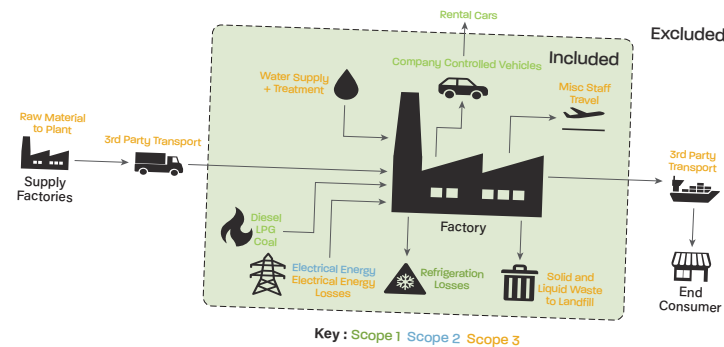 Rental Cars
Excluded
Included
Company Controlled Vehicles
Water Supply
+ Treatment
Misc Staff
Travel
Raw Material
to Plant
3rd Party Transport
3rd Party
Transport
Supply
Factories
Factory
Diesel
LPG
Coal
Electrical Energy
Electrical Energy
Losses
Refrigeration
Losses
Solid and
Liquid Waste
to Landfill
End
Consumer
Key : Scope 1 Scope 2 Scope 3